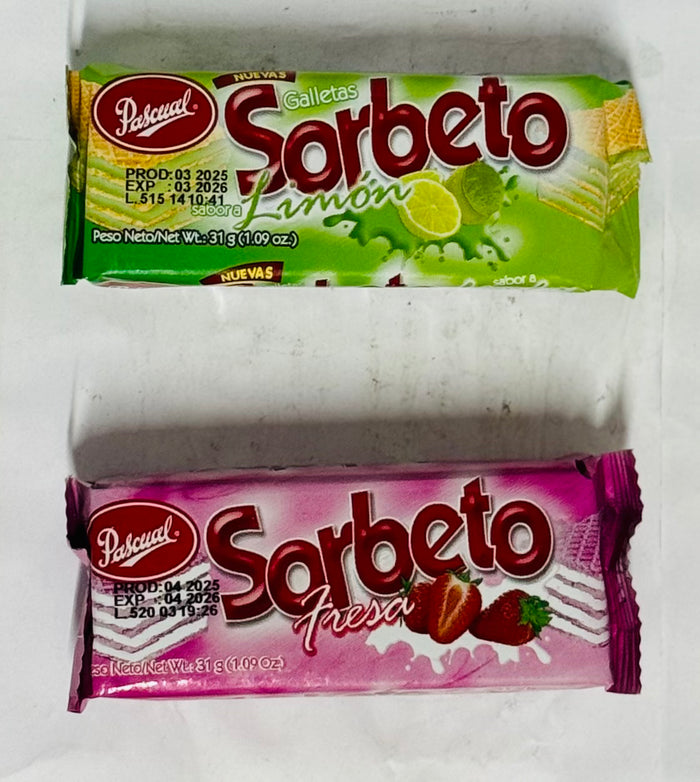 NUEVAS
Pascual
Galletas
Sorbeto
PROD: 03 2025
EXP : 03 2026
L. 515 14 10:41
sabor a Limón
Peso Neto/Net Wt.: 31 g (1.09 oz.)
NUEVAS
sabor a
Pascual
Sorbeto
PROD: 04 2025
EXP : 04 2026
L. 520 03 19:26
Fresa
Neto/Net Wt.: 31 g (1.09 Oz.)